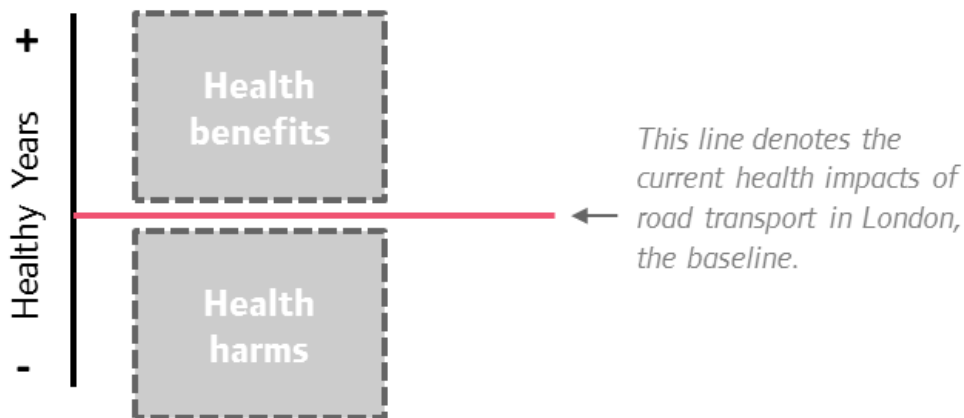 +
Healthy Years
-
Health
benefits
Health
harms
This line denotes the
current health impacts of
road transport in London,
the baseline.